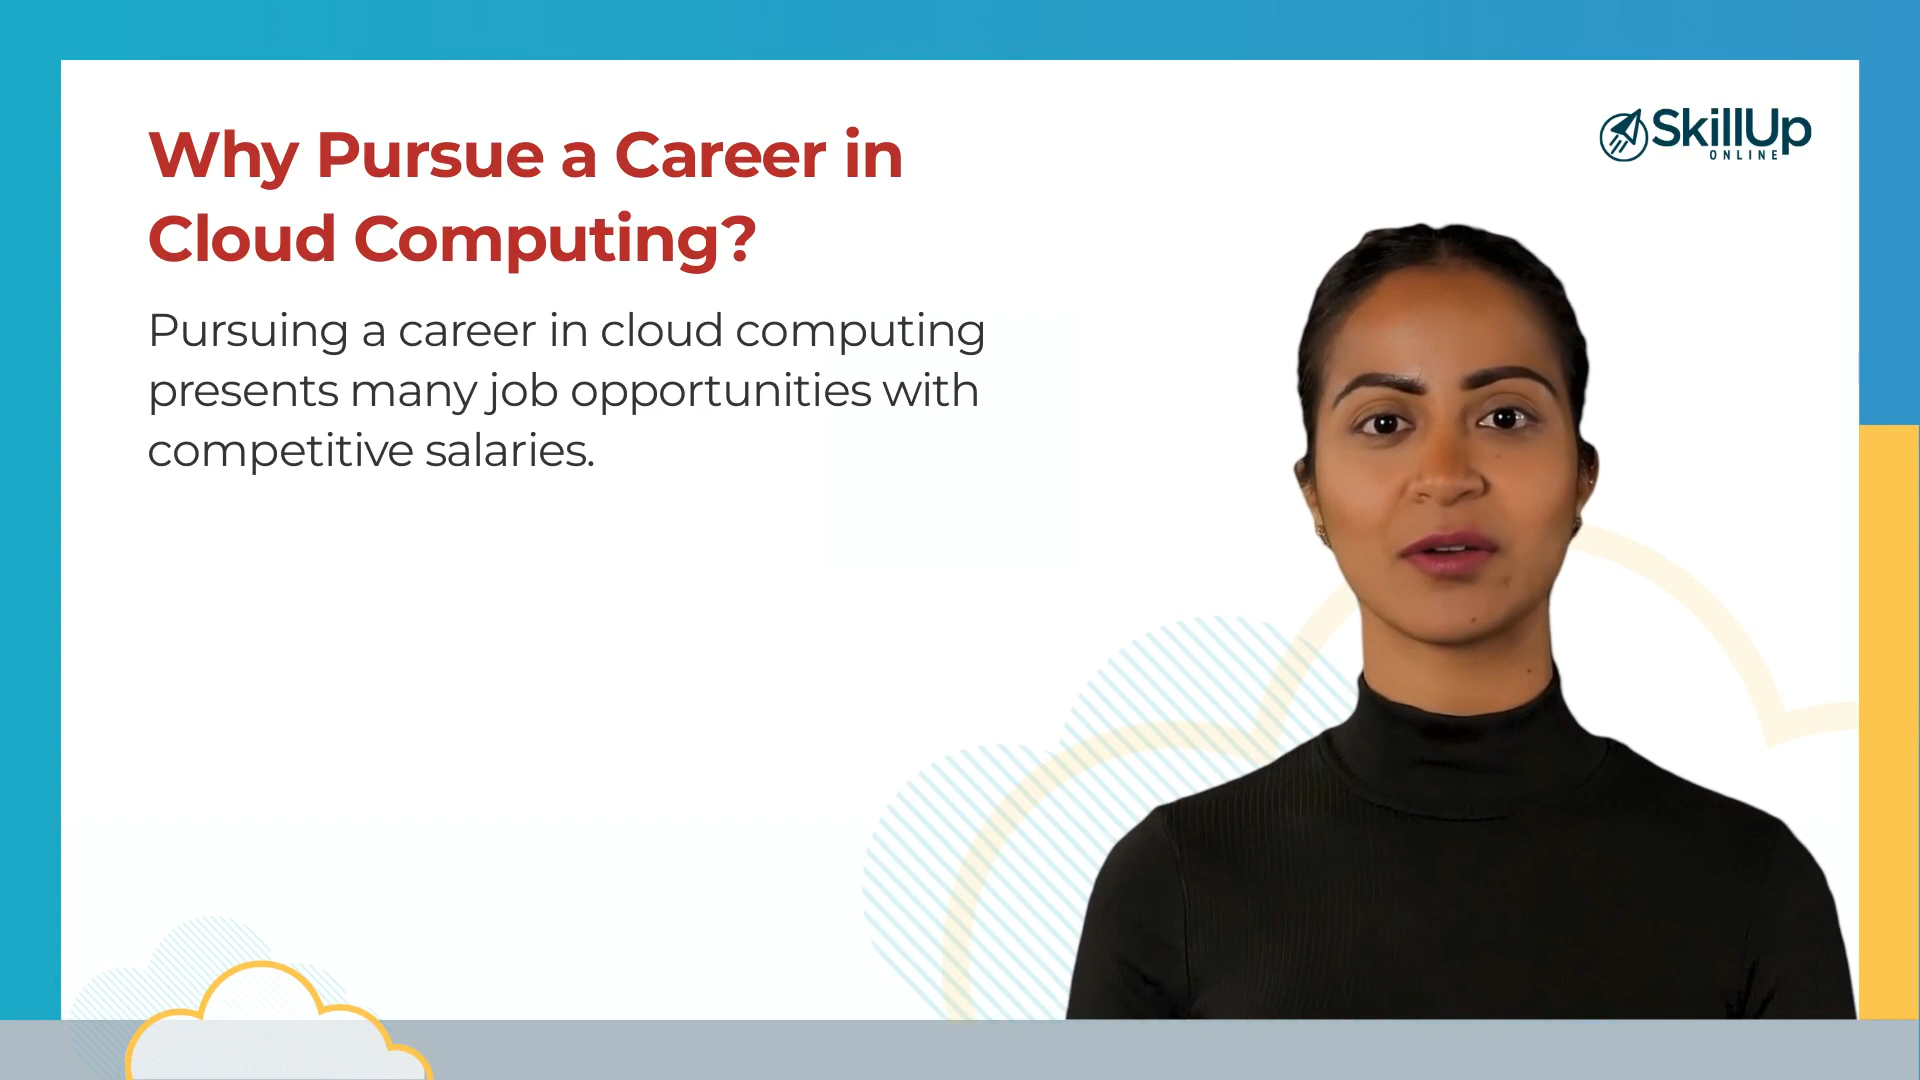 Why Pursue a Career in
Cloud Computing?
Pursuing a career in cloud computing
presents many job opportunities with
competitive salaries.
SkillUp
ONLINE